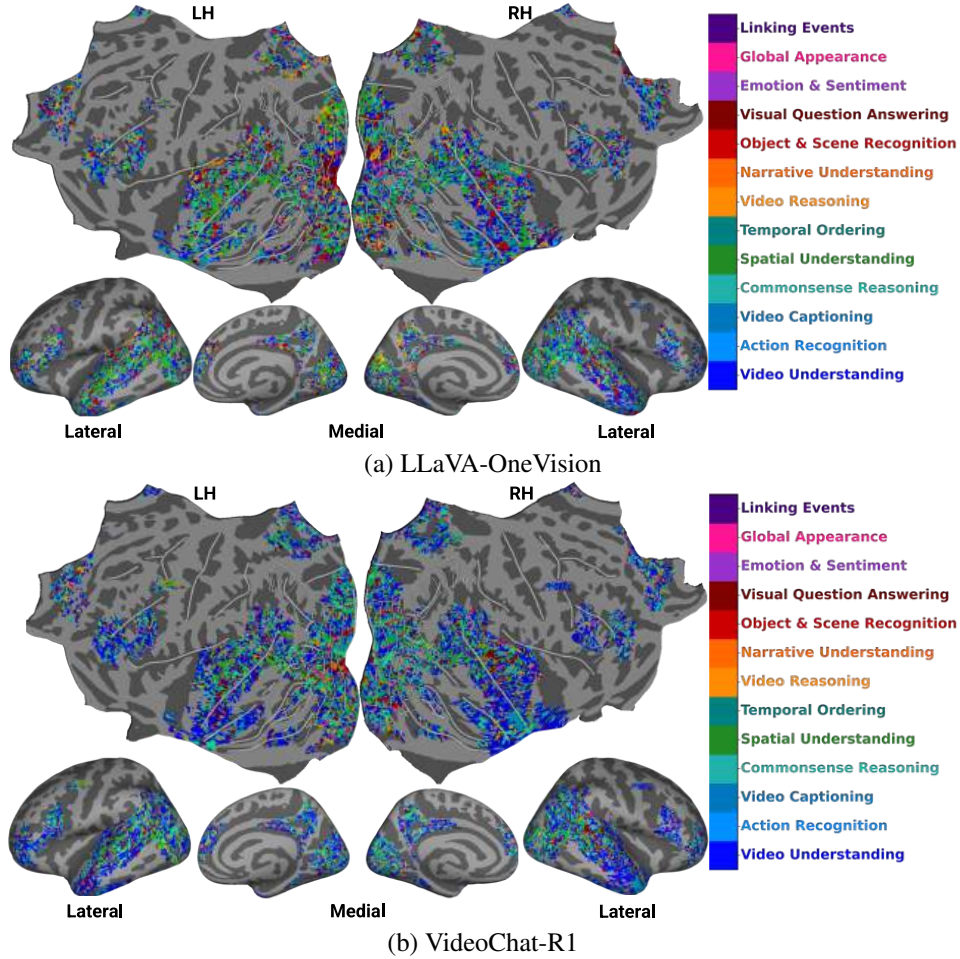 LH
RH
Linking Events
Global Appearance
Emotion & Sentiment
Visual Question Answering
Object & Scene Recognition
Narrative Understanding
Video Reasoning
Temporal Ordering
Spatial Understanding
Commonsense Reasoning
Video Captioning
Action Recognition
Video Understanding
Lateral
Medial
Lateral
(a) LLaVA-OneVision
LH
RH
Linking Events
Global Appearance
Emotion & Sentiment
Visual Question Answering
Object & Scene Recognition
Narrative Understanding
Video Reasoning
Temporal Ordering
Spatial Understanding
Commonsense Reasoning
Video Captioning
Action Recognition
Video Understanding
Lateral
Medial
Lateral
(b) VideoChat-R1